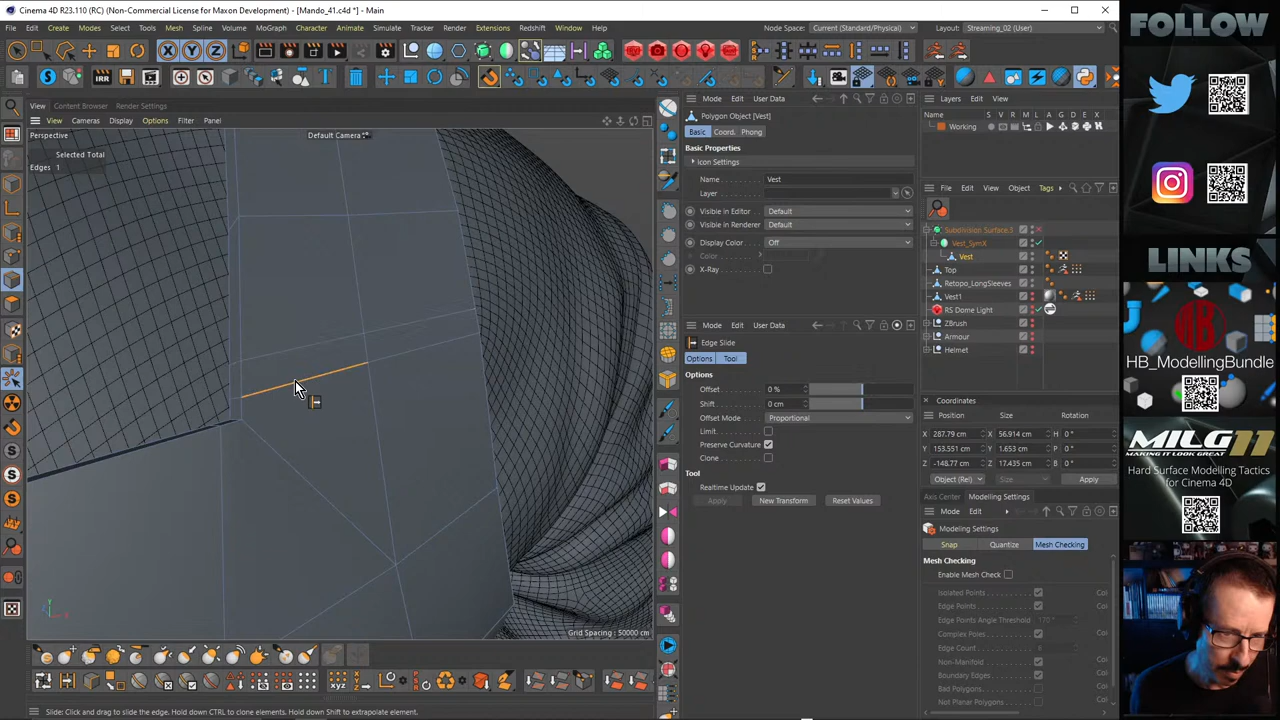 Cinema 4D R23.110 (RC) (Non-Commercial License for Maxon Development) - [Mando_41.c4d *] - Main
File Edit Create Modes Select Tools Mesh Spline Volume MoGraph Character Animate Simulate Tracker Render Extensions Window Help
Node Space: Current (Standard/Physical) Layout: Streaming_02 (User)
X Y Z
IRR
View Content Browser Render Settings
View Cameras Display Options Filter Panel
Perspective
Default Camera
Selected Total
Edges 1
Grid Spacing : 50000 cm
Mode Edit User Data
Polygon Object [Vest]
Basic Coord. Phong
Basic Properties
Icon Settings
Name Vest
Layer
Visible in Editor Default
Visible in Renderer Default
Display Color Off
Color
X-Ray
Mode Edit User Data
Edge Slide
Options Tool
Options
Offset 0 %
Shift 0 cm
Offset Mode Proportional
Limit
Preserve Curvature
Clone
Tool
Realtime Update
Apply New Transform Reset Values
Layers Edit View
Name S V R M L A G D E X
Working
File Edit View Object Tags
Subdivision Surface.3
Vest_SymX
Vest
Top
Retopo_LongSleeves
Vest1
RS Dome Light
ZBrush
Armour
Helmet
Coordinates
Position Size Rotation
X 287.79 cm X 56.914 cm H 0 °
Y 153.551 cm Y 1.653 cm P 0 °
Z -148.77 cm Z 17.435 cm B 0 °
Object (Rel) Size Apply
Axis Center Modeling Settings
Mode Edit
Modeling Settings
Snap Quantize Mesh Checking
Mesh Checking
Enable Mesh Check
Isolated Points
Edge Points
Edge Points Angle Threshold
Complex Poles
Edge Count
Non-Manifold
Boundary Edges
Bad Polygons
Not Planar Polygons
Slide: Click and drag to slide the edge. Hold down CTRL to clone elements. Hold down Shift to extrapolate element.
FOLLOW
LINKS
HB_ModellingBundle
MILG11
MAKING IT LOOK GREAT
Hard Surface Modelling Tactics
for Cinema 4D